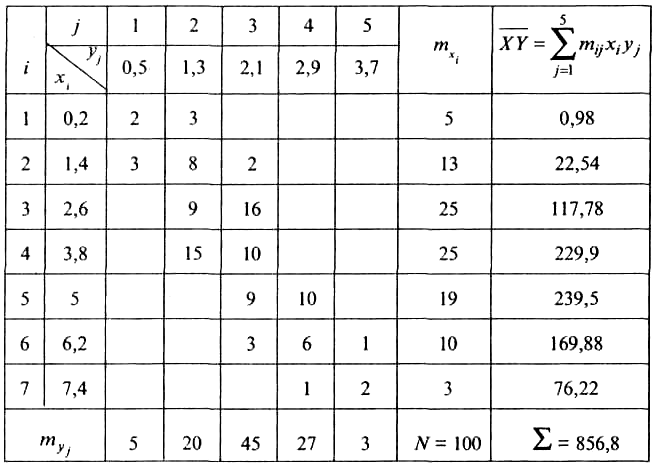 j 1 2 3 4 5
i x_i y_j 0,5 1,3 2,1 2,9 3,7 m_{x_i} \overline{XY} = \sum_{j=1}^{5} m_{ij} x_i y_j
1 0,2 2 3 5 0,98
2 1,4 3 8 2 13 22,54
3 2,6 9 16 25 117,78
4 3,8 15 10 25 229,9
5 5 9 10 19 239,5
6 6,2 3 6 1 10 169,88
7 7,4 1 2 3 76,22
m_{y_j} 5 20 45 27 3 N = 100 Σ = 856,8